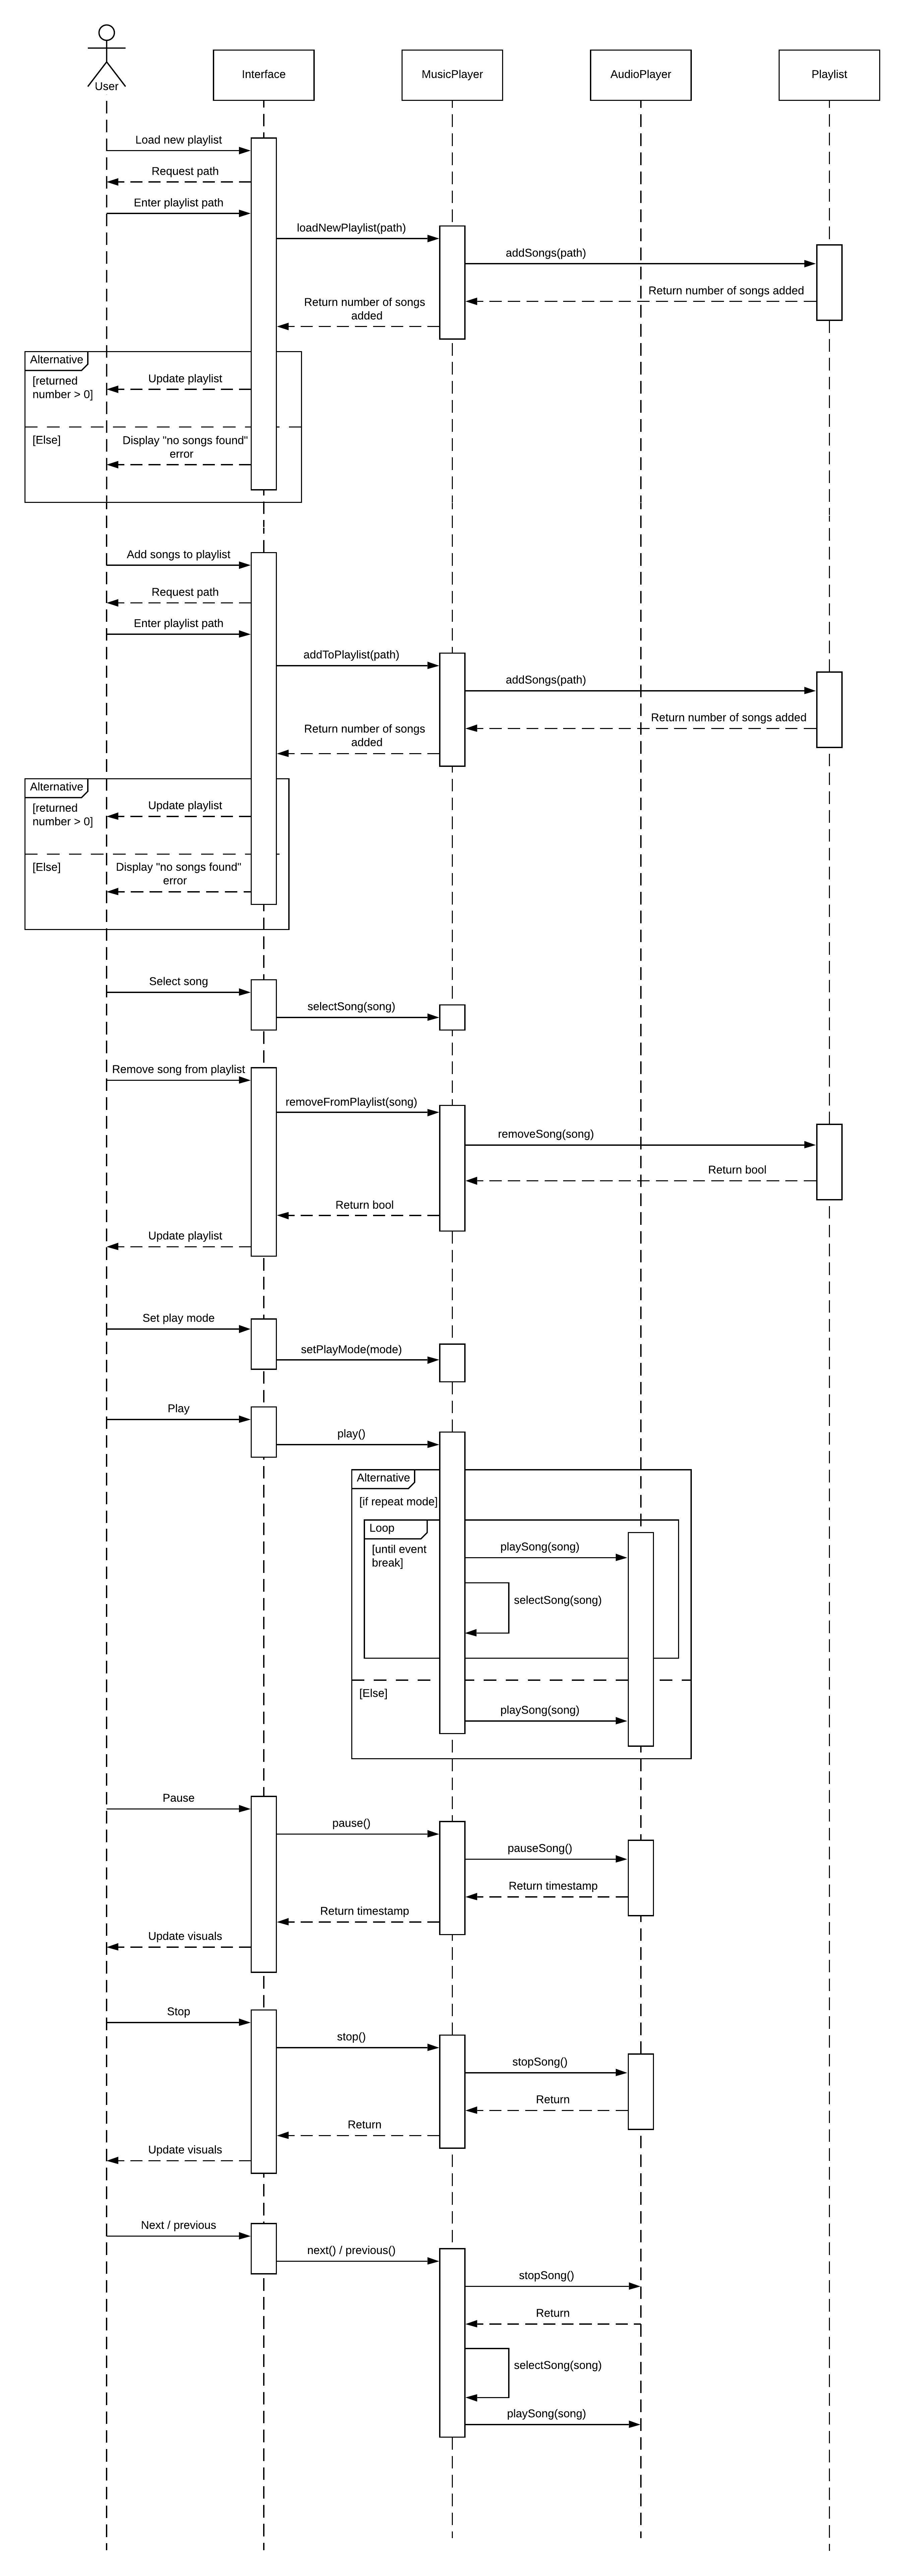 User
Interface
MusicPlayer
AudioPlayer
Playlist
Load new playlist
Request path
Enter playlist path
loadNewPlaylist(path)
addSongs(path)
Return number of songs added
Return number of songs
added
Alternative
[returned
number > 0]
Update playlist
[Else]
Display "no songs found"
error
Add songs to playlist
Request path
Enter playlist path
addToPlaylist(path)
addSongs(path)
Return number of songs added
Return number of songs
added
Alternative
[returned
number > 0]
Update playlist
[Else]
Display "no songs found"
error
Select song
selectSong(song)
Remove song from playlist
removeFromPlaylist(song)
removeSong(song)
Return bool
Return bool
Update playlist
Set play mode
setPlayMode(mode)
Play
play()
Alternative
[if repeat mode]
Loop
[until event
break]
playSong(song)
selectSong(song)
[Else]
playSong(song)
Pause
pause()
pauseSong()
Return timestamp
Return timestamp
Update visuals
Stop
stop()
stopSong()
Return
Return
Update visuals
Next / previous
next() / previous()
stopSong()
Return
selectSong(song)
playSong(song)